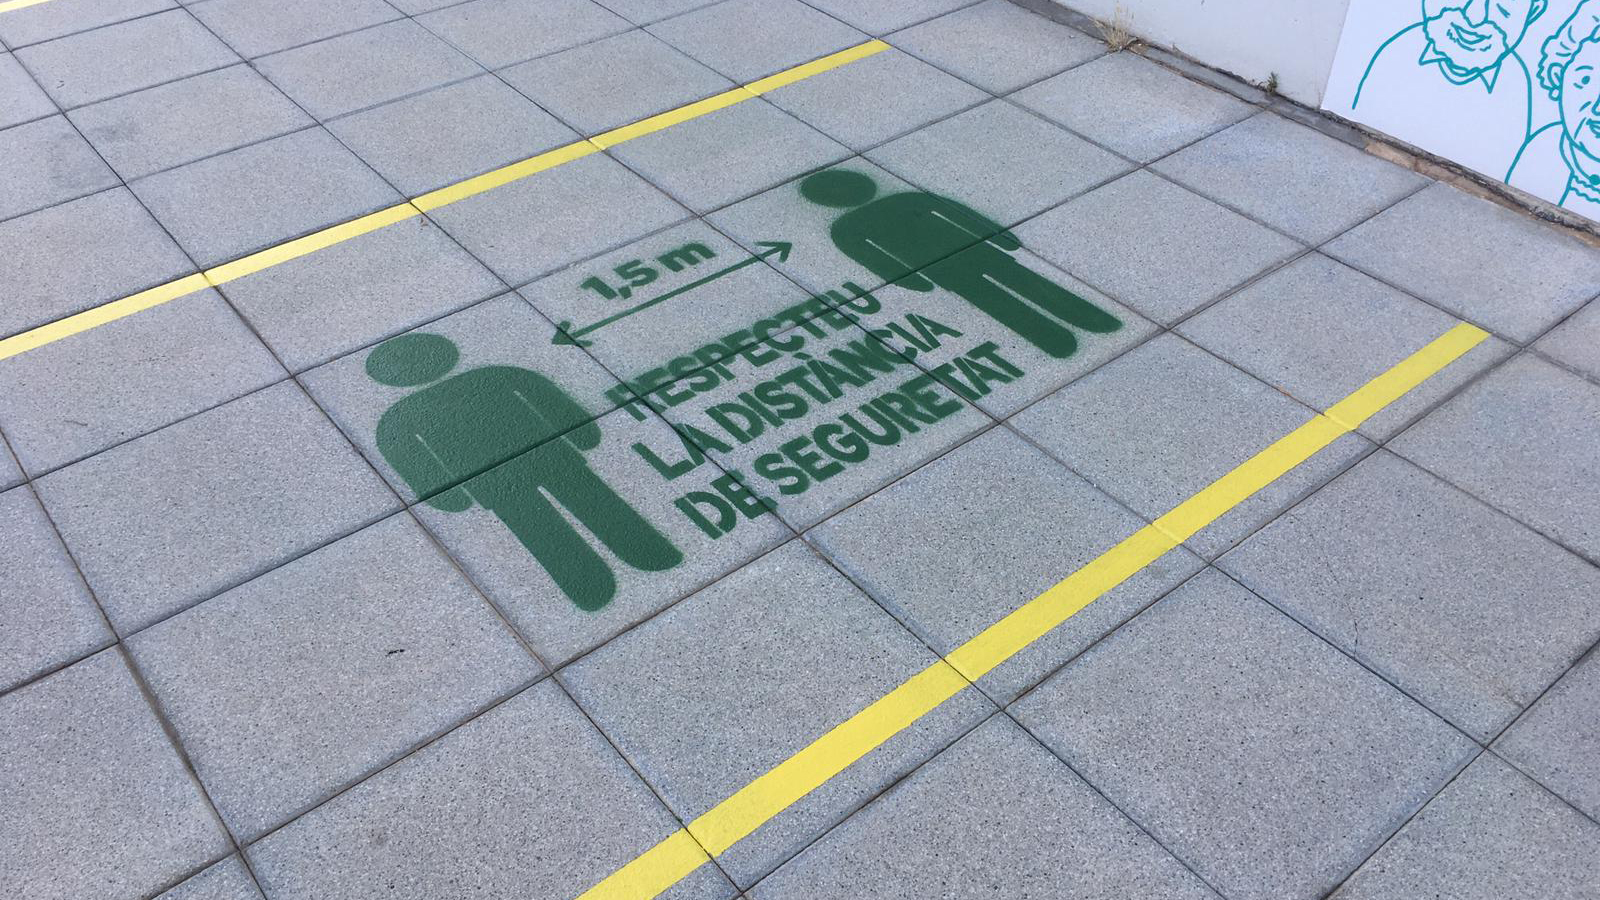 1,5 m
RESPECTEU
LA DISTÀNCIA
DE SEGURETAT